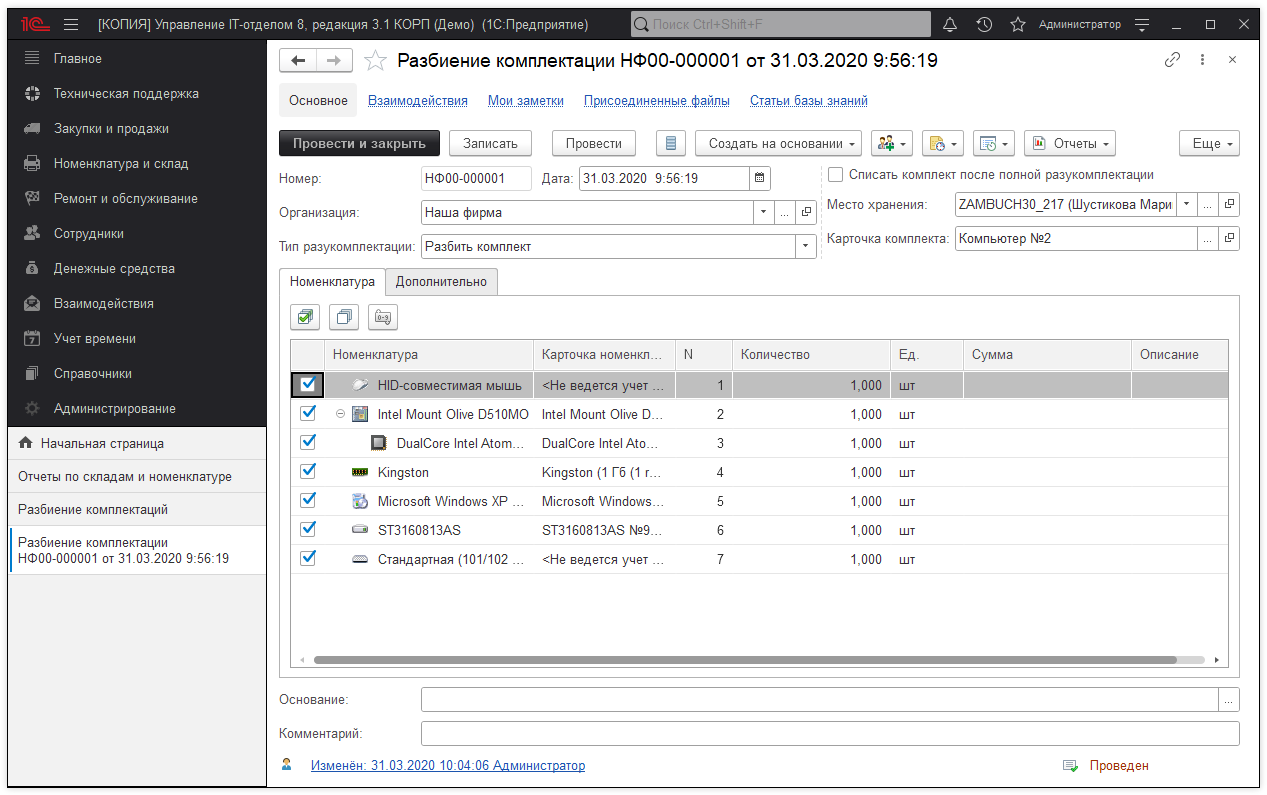 1С [КОПИЯ] Управление IT-отделом 8, редакция 3.1 КОРП (Демо) (1С:Предприятие) Поиск Ctrl+Shift+F Администратор
Главное
Техническая поддержка
Закупки и продажи
Номенклатура и склад
Ремонт и обслуживание
Сотрудники
Денежные средства
Взаимодействия
Учет времени
Справочники
Администрирование
Начальная страница
Отчеты по складам и номенклатуре
Разбиение комплектаций
Разбиение комплектации
НФ00-000001 от 31.03.2020 9:56:19
Разбиение комплектации НФ00-000001 от 31.03.2020 9:56:19
Основное Взаимодействия Мои заметки Присоединенные файлы Статьи базы знаний
Провести и закрыть Записать Провести Создать на основании Отчеты Еще
Номер: НФ00-000001 Дата: 31.03.2020 9:56:19 Списать комплект после полной разукомплектации
Организация: Наша фирма Место хранения: ZAMBUCH30_217 (Шустикова Мари
Тип разукомплектации: Разбить комплект Карточка комплекта: Компьютер №2
Номенклатура Дополнительно
Номенклатура Карточка номенкл... N Количество Ед. Сумма Описание
HID-совместимая мышь <Не ведется учет ... 1 1,000 шт
Intel Mount Olive D510MO Intel Mount Olive D... 2 1,000 шт
DualCore Intel Atom... DualCore Intel Ato... 3 1,000 шт
Kingston Kingston (1 Гб (1 г... 4 1,000 шт
Microsoft Windows XP ... Microsoft Windows... 5 1,000 шт
ST3160813AS ST3160813AS №9... 6 1,000 шт
Стандартная (101/102 ... <Не ведется учет ... 7 1,000 шт
Основание:
Комментарий:
Изменён: 31.03.2020 10:04:06 Администратор Проведен